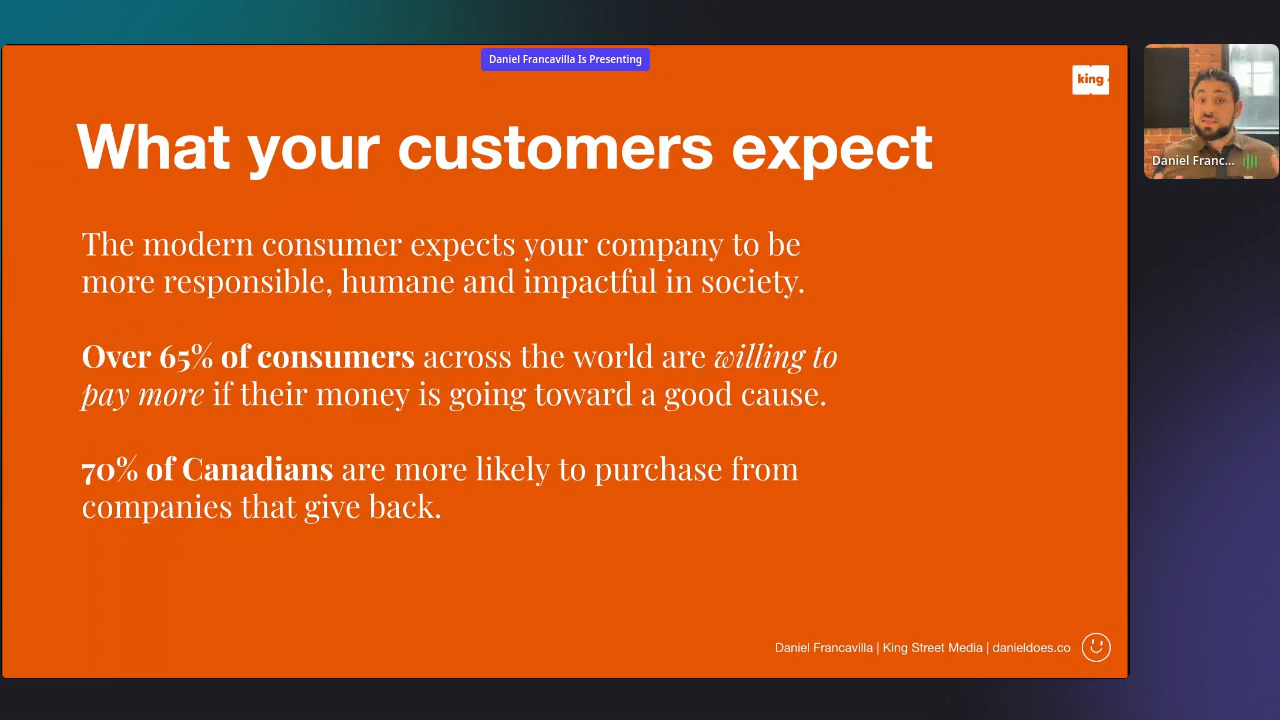 Daniel Francavilla Is Presenting
king
What your customers expect
Daniel Franc...
The modern consumer expects your company to be
more responsible, humane and impactful in society.
Over 65% of consumers across the world are willing to
pay more if their money is going toward a good cause.
70% of Canadians are more likely to purchase from
companies that give back.
Daniel Francavilla | King Street Media | danieldoes.co